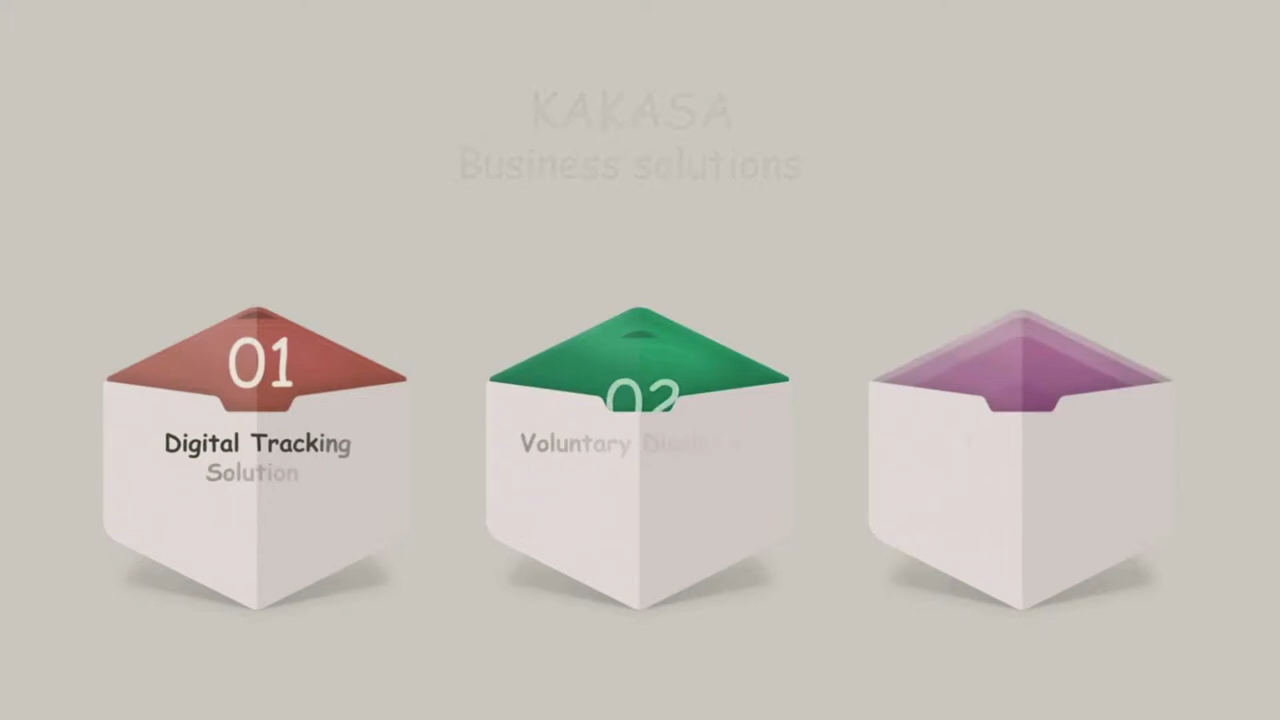 KAKASA
Business solutions
01
Digital Tracking
Solution
02
Voluntary